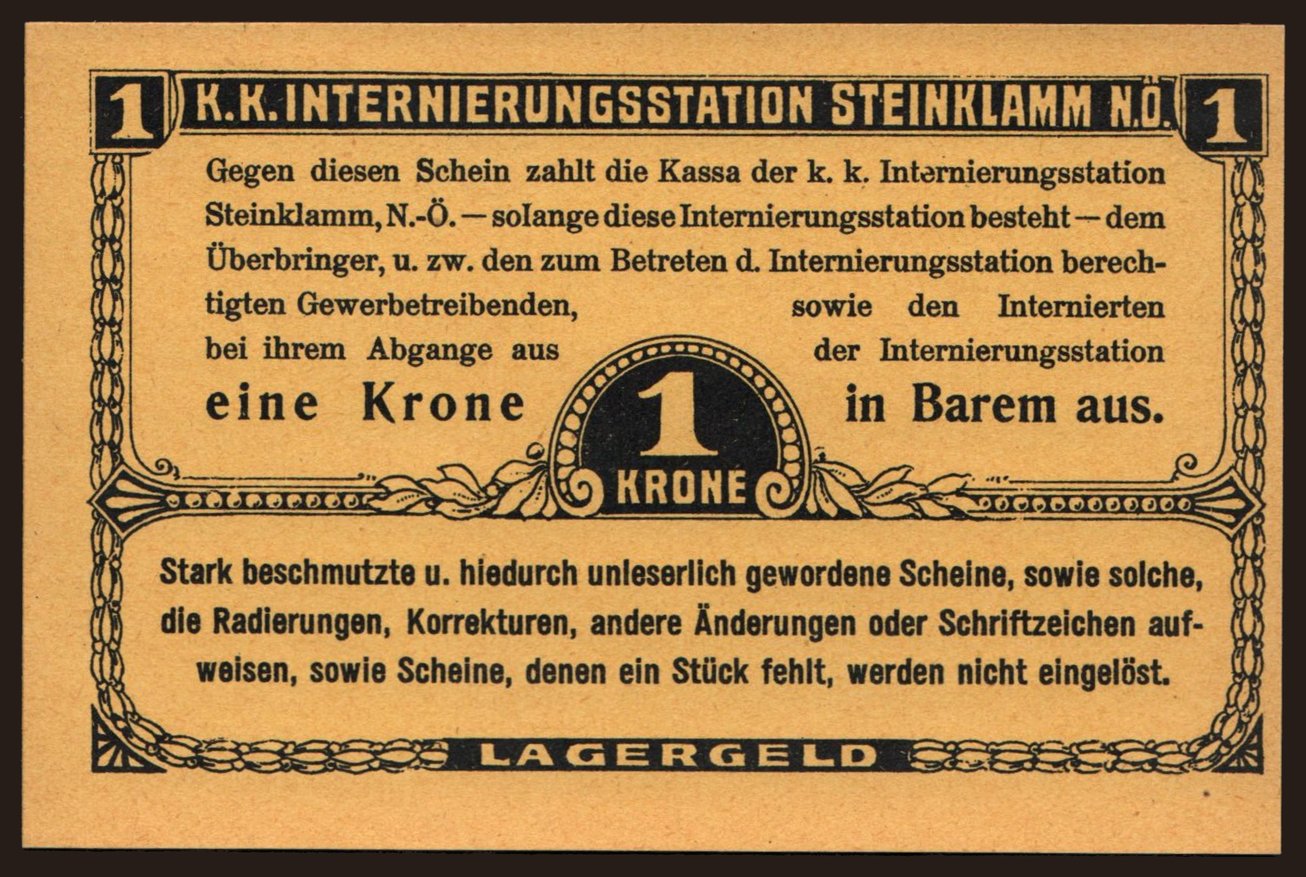 1 K.K. INTERNIERUNGSSTATION STEINKLAMM N.Ö. 1
Gegen diesen Schein zahlt die Kassa der k. k. Internierungsstation
Steinklamm, N.-Ö. — solange diese Internierungsstation besteht — dem
Überbringer, u. zw. den zum Betreten d. Internierungsstation berech-
tigten Gewerbetreibenden, sowie den Internierten
bei ihrem Abgange aus der Internierungsstation
eine Krone in Barem aus.
1
KRONE
Stark beschmutzte u. hiedurch unleserlich gewordene Scheine, sowie solche,
die Radierungen, Korrekturen, andere Änderungen oder Schriftzeichen auf-
weisen, sowie Scheine, denen ein Stück fehlt, werden nicht eingelöst.
LAGERGELD